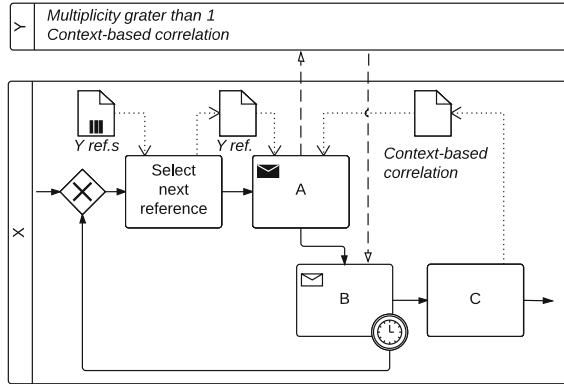 Y
Multiplicity grater than 1
Context-based correlation
X
Y ref.s
Y ref.
Context-based
correlation
Select
next
reference
A
B
C